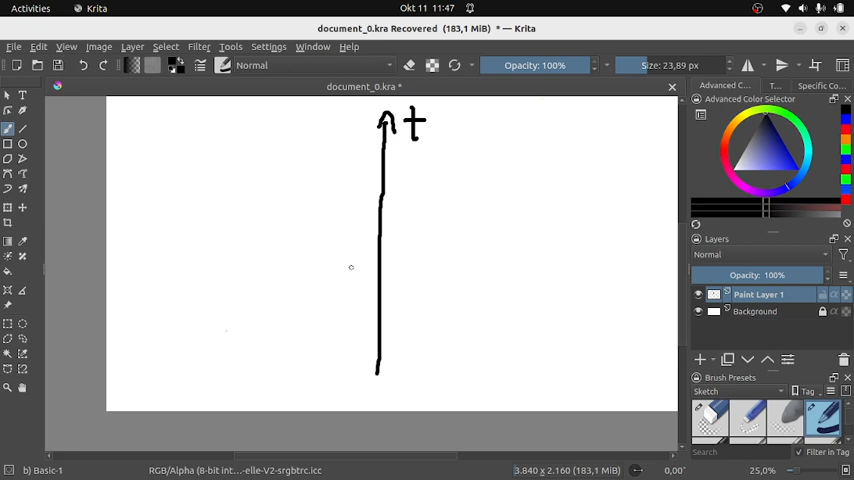 Activities Krita Okt 11 11:47
document_0.kra Recovered (183,1 MiB) * — Krita
File Edit View Image Layer Select Filter Tools Settings Window Help
Normal Opacity: 100% Size: 23,89 px
document_0.kra *
Advanced C... T... Specific Co...
Advanced Color Selector
t
Layers
Normal
Opacity: 100%
Paint Layer 1
Background
Brush Presets
Sketch Tag
Search Filter in Tag
b) Basic-1 RGB/Alpha (8-bit int...-elle-V2-srgbtrc.icc 3.840 x 2.160 (183,1 MiB) 0,00° 25,0%